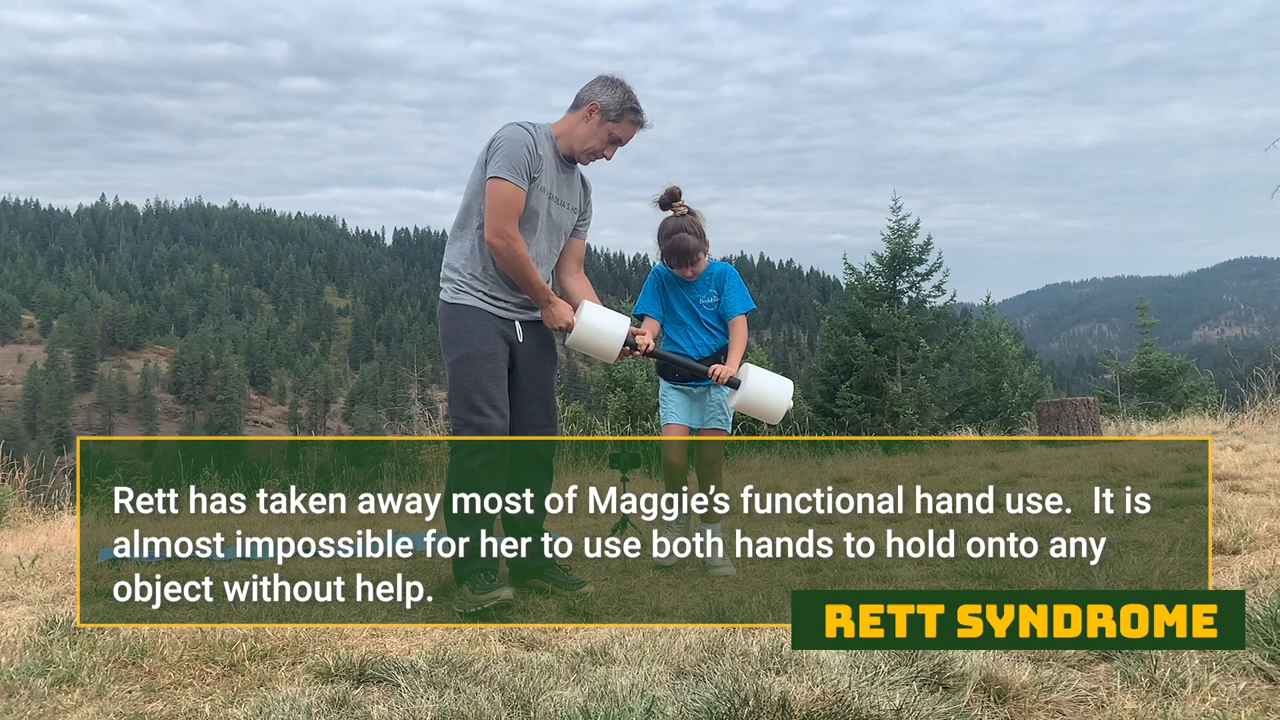 Rett has taken away most of Maggie’s functional hand use.  It is
almost impossible for her to use both hands to hold onto any
object without help.
RETT SYNDROME